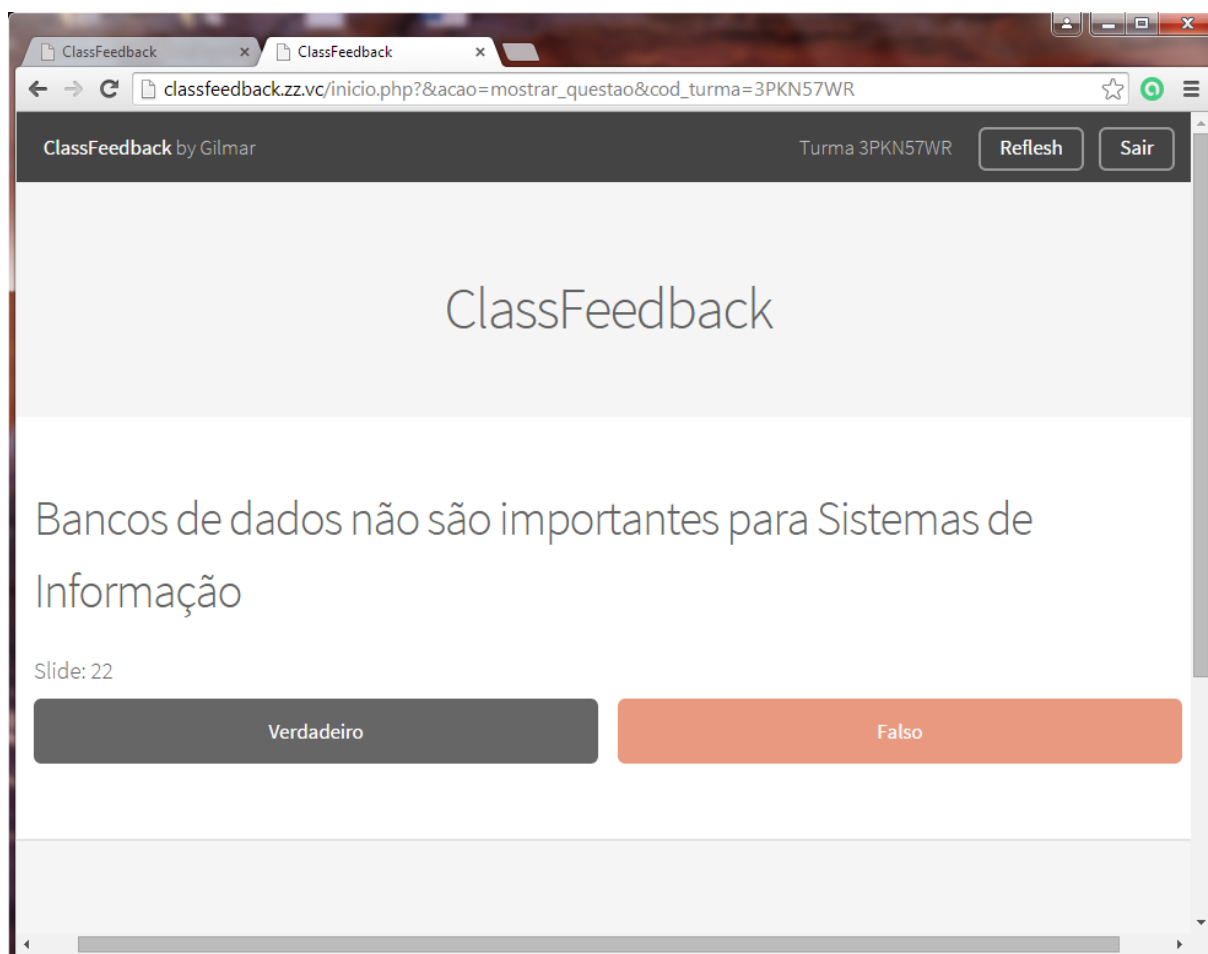 ClassFeedback
ClassFeedback
classfeedback.zz.vc/inicio.php?&acao=mostrar_questao&cod_turma=3PKN57WR
ClassFeedback by Gilmar
Turma 3PKN57WR
Reflesh
Sair
ClassFeedback
Bancos de dados não são importantes para Sistemas de
Informação
Slide: 22
Verdadeiro
Falso